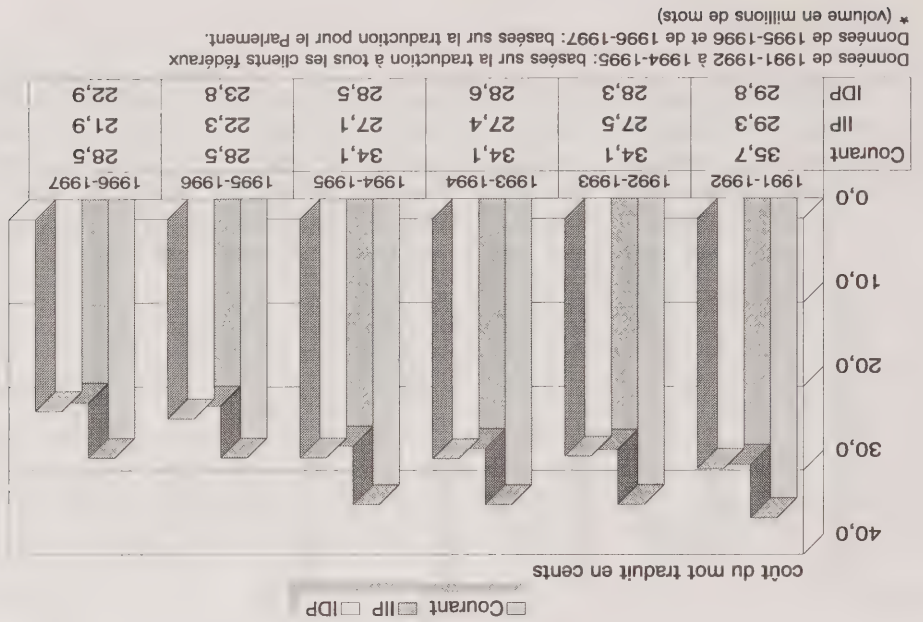 Courant IIP IDP
coût du mot traduit en cents
40,0
30,0
20,0
10,0
0,0
1991-1992 1992-1993 1993-1994 1994-1995 1995-1996 1996-1997
Courant 35,7 34,1 34,1 34,1 28,5 28,5
IIP 29,3 27,5 27,4 27,1 22,3 21,9
IDP 29,8 28,3 28,6 28,5 23,8 22,9
Données de 1991-1992 à 1994-1995: basées sur la traduction à tous les clients fédéraux
Données de 1995-1996 et de 1996-1997: basées sur la traduction pour le Parlement.
* (volume en millions de mots)